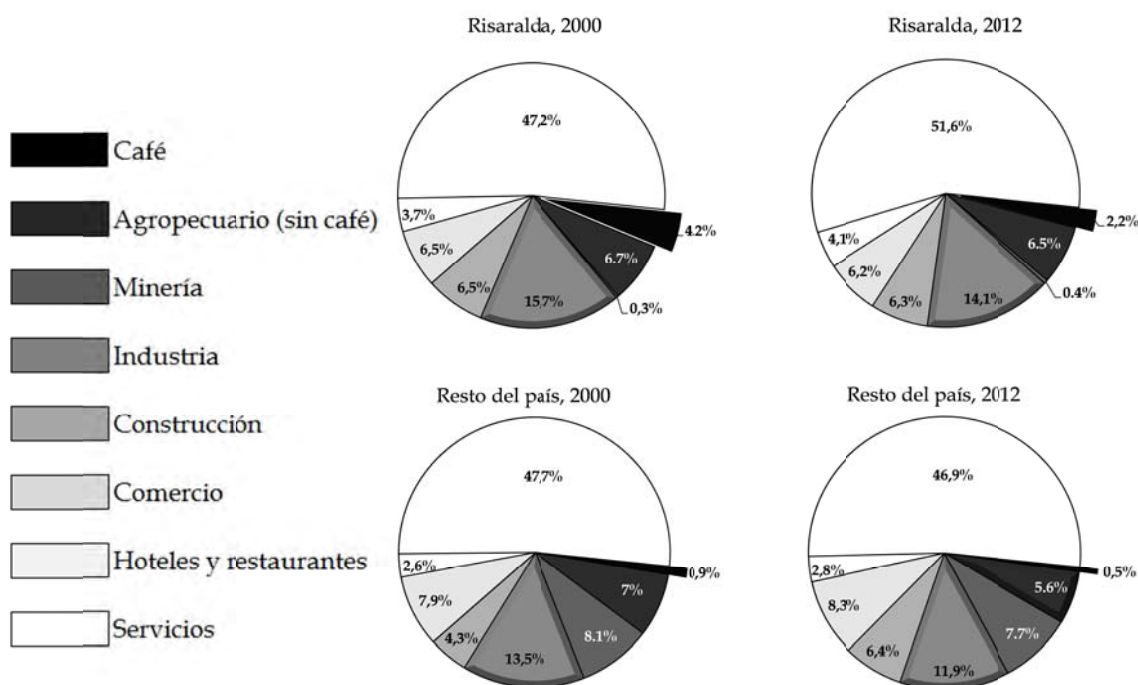 Café
Agropecuario (sin café)
Minería
Industria
Construcción
Comercio
Hoteles y restaurantes
Servicios
Risaralda, 2000
47,2%
3,7%
6,5%
6,5%
15,7%
0,3%
6.7%
4.2%
Risaralda, 2012
51,6%
4,1%
6,2%
6,3%
14,1%
0.4%
6.5%
2,2%
Resto del país, 2000
47,7%
2,6%
7,9%
4,3%
13,5%
8.1%
7%
0,9%
Resto del país, 2012
46,9%
2,8%
8,3%
6,4%
11,9%
7.7%
5.6%
0,5%